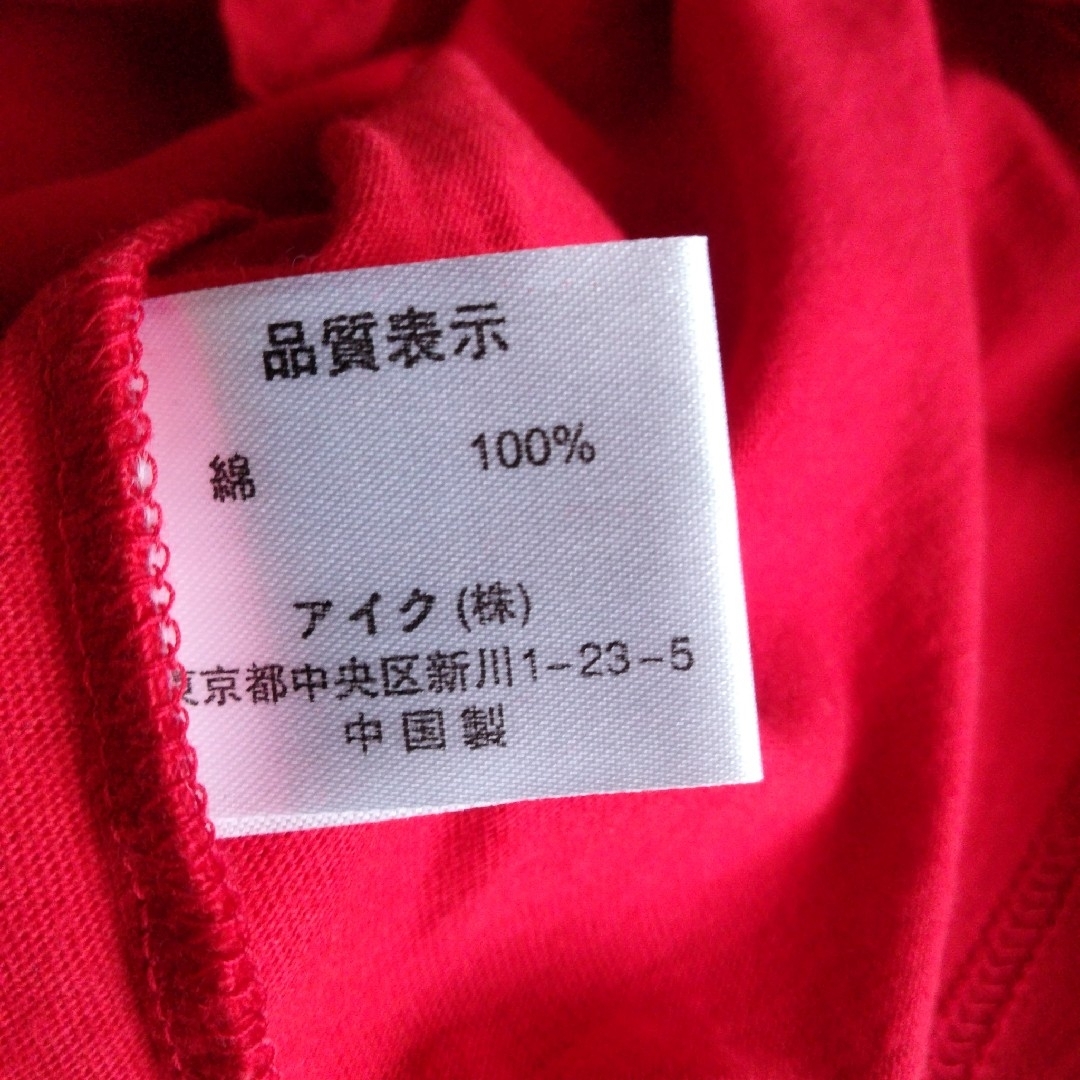 品質表示
綿 100%
アイク(株)
東京都中央区新川1-23-5
中国製